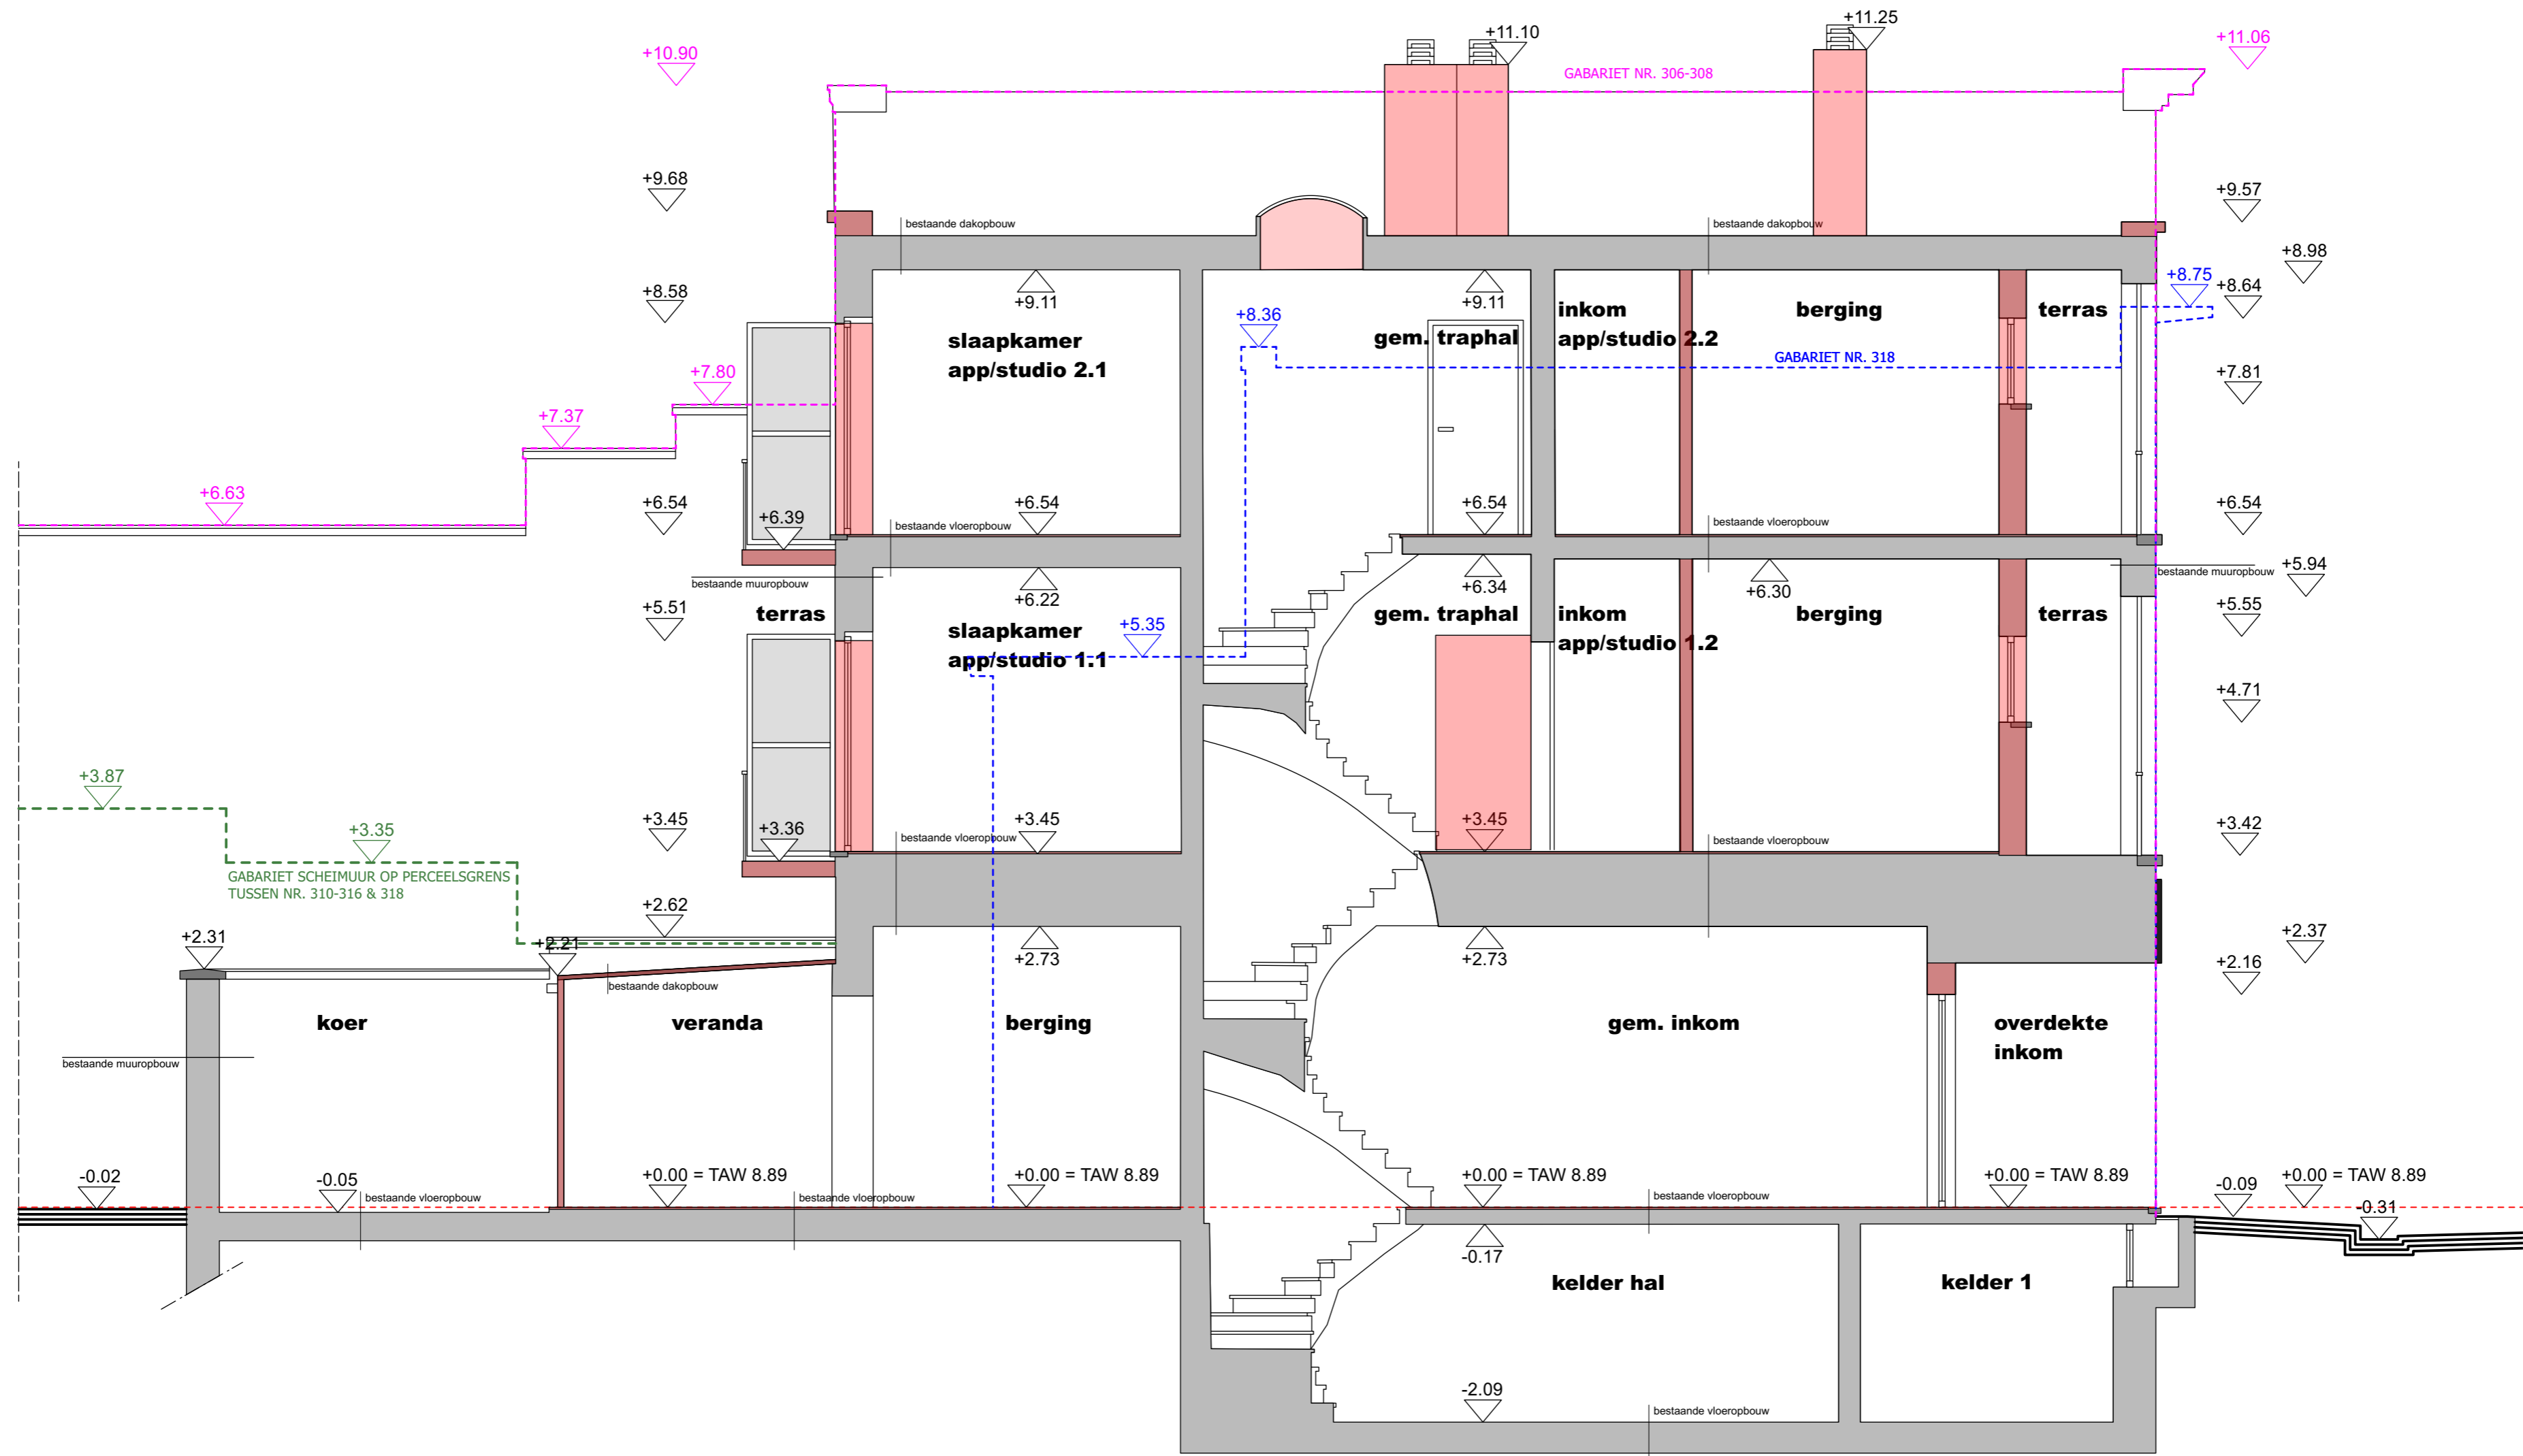 +11.25
+11.10
+11.06
+10.90
GABARIET NR. 306-308
+9.68
+9.57
bestaande dakopbouw
bestaande dakopbouw
+8.98
+8.75
+8.58
+9.11
+9.11
+8.64
+8.36
inkom
app/studio 2.2
berging
terras
slaapkamer
app/studio 2.1
gem. traphal
GABARIET NR. 318
+7.80
+7.81
+7.37
+6.63
+6.54
+6.54
+6.54
+6.54
+6.39
bestaande vloeropbouw
bestaande vloeropbouw
bestaande muuropbouw
+5.94
bestaande muuropbouw
+6.22
+6.34
+6.30
+5.51
+5.55
terras
slaapkamer
app/studio 1.1
+5.35
gem. traphal
inkom
app/studio 1.2
berging
terras
+4.71
+3.87
+3.35
+3.45
+3.36
+3.45
+3.45
+3.42
bestaande vloeropbouw
bestaande vloeropbouw
GABARIET SCHEIMUUR OP PERCEELSGRENS
TUSSEN NR. 310-316 & 318
+2.62
+2.31
+2.21
+2.37
+2.73
+2.73
+2.16
bestaande dakopbouw
koer
veranda
berging
gem. inkom
overdekte
inkom
bestaande muuropbouw
-0.02
-0.05
+0.00 = TAW 8.89
+0.00 = TAW 8.89
+0.00 = TAW 8.89
+0.00 = TAW 8.89
-0.09
+0.00 = TAW 8.89
-0.31
bestaande vloeropbouw
bestaande vloeropbouw
bestaande vloeropbouw
-0.17
kelder hal
kelder 1
-2.09
bestaande vloeropbouw